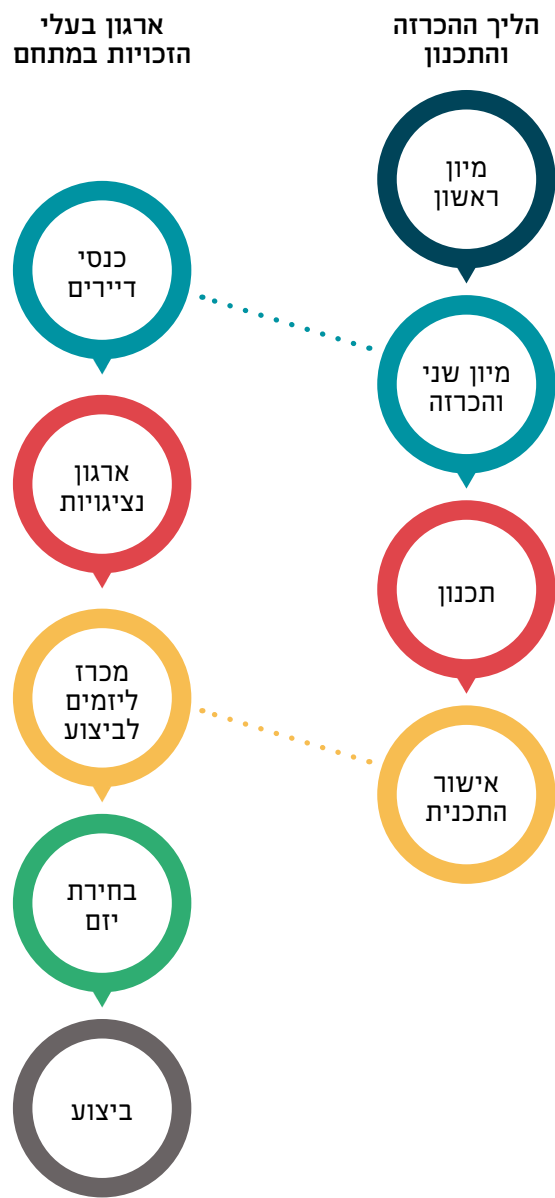 הליך ההכרזה
והתכנון
מיון
ראשון
מיון שני
והכרזה
תכנון
אישור
התכנית
ארגון בעלי
הזכויות במתחם
כנסי
דיירים
ארגון
נציגויות
מכרז
ליזמים
לביצוע
בחירת
יזם
ביצוע